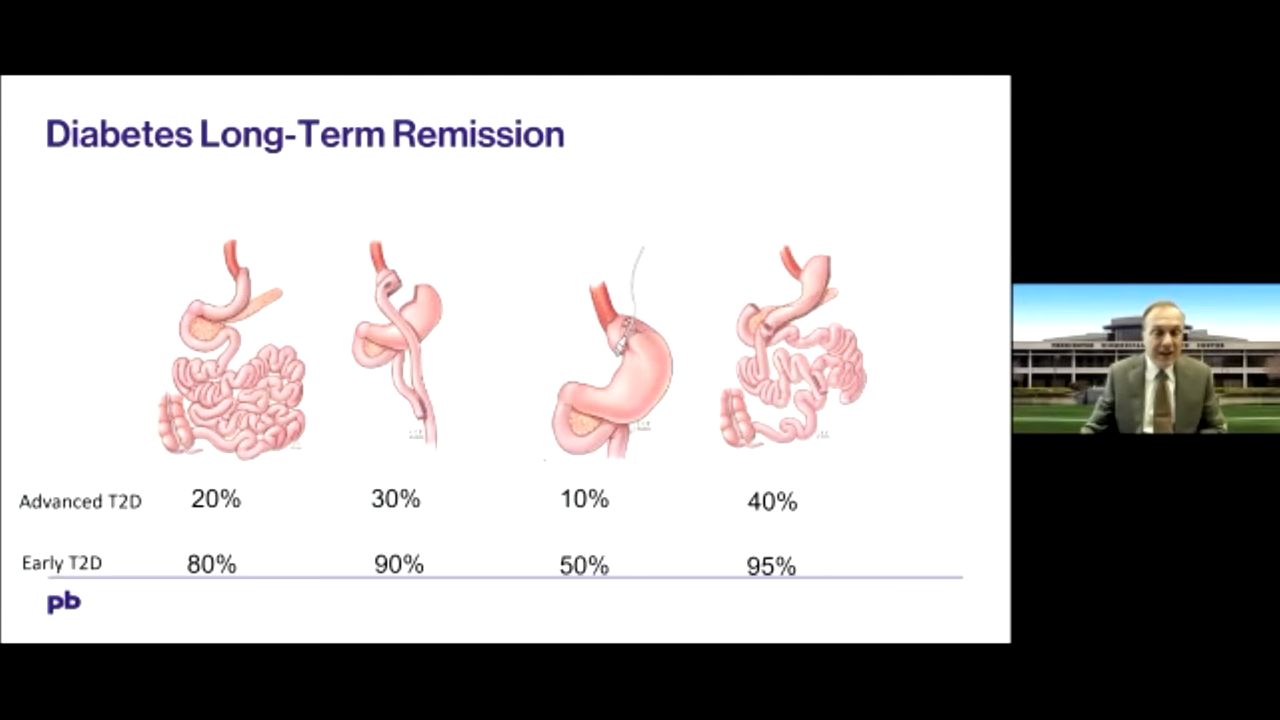 Diabetes Long-Term Remission
Advanced T2D 20% 30% 10% 40%
Early T2D 80% 90% 50% 95%
pb